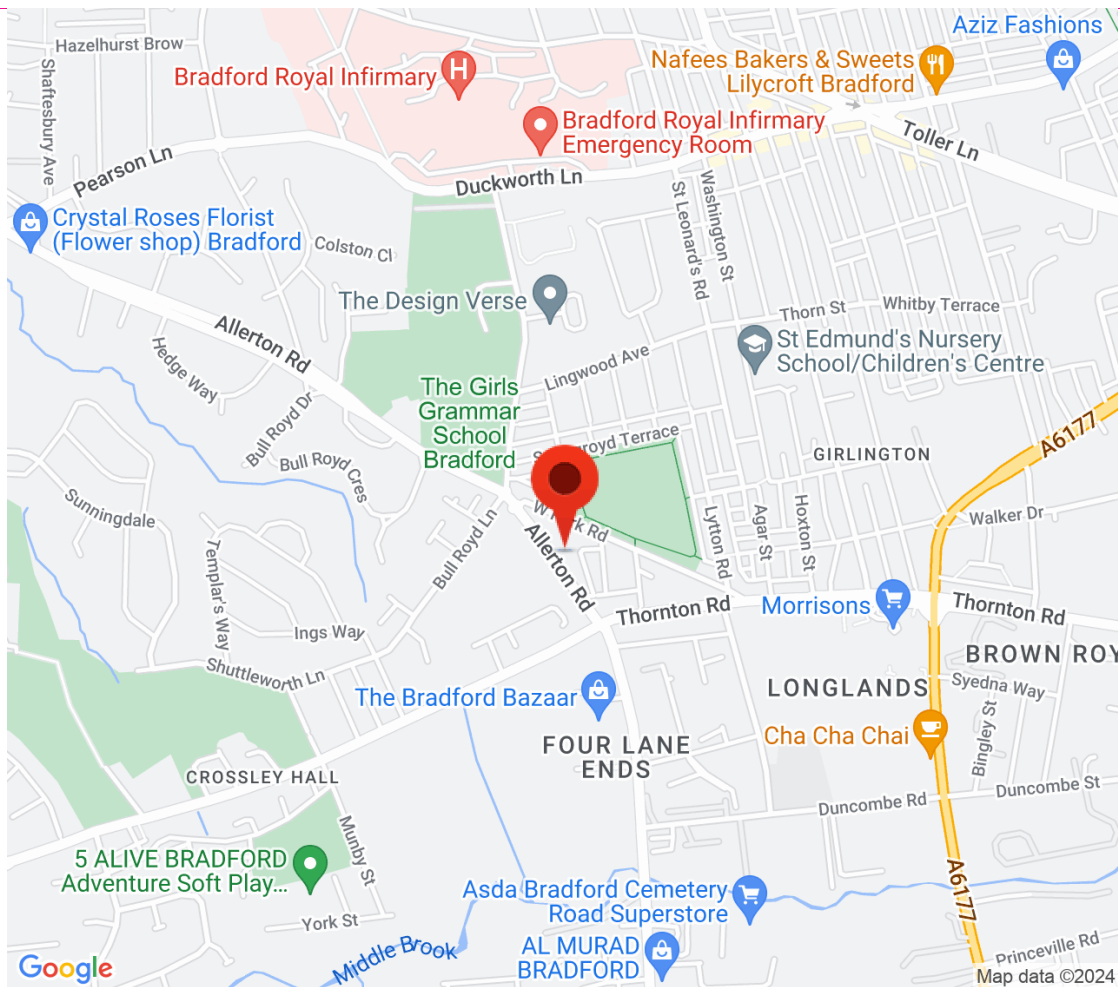 Aziz Fashions
Hazelhurst Brow
Shaftesbury Ave
Bradford Royal Infirmary
H
Nafees Bakers & Sweets
Lilycroft Bradford
Bradford Royal Infirmary
Emergency Room
Toller Ln
Pearson Ln
Duckworth Ln
St Leonard's Rd
Washington St
Crystal Roses Florist
(Flower shop) Bradford
Colston Cl
The Design Verse
Thorn St
Whitby Terrace
Allerton Rd
Hedge Way
St Edmund's Nursery
School/Children's Centre
Lingwood Ave
The Girls
Grammar
School
Bradford
Bull Royd Dr
royd Terrace
A6177
GIRLINGTON
Bull Royd Cres
Sunningdale
Bull Royd Ln
W Park Rd
Allerton Rd
Lytton Rd
Agar St
Hoxton St
Walker Dr
Templar's Way
Ings Way
Thornton Rd
Morrisons
Thornton Rd
Shuttleworth Ln
BROWN ROY
The Bradford Bazaar
LONGLANDS
Syedna Way
Bingley St
FOUR LANE
ENDS
Cha Cha Chai
CROSSLEY HALL
Duncombe Rd
Duncombe St
Munby St
5 ALIVE BRADFORD
Adventure Soft Play...
A6177
Asda Bradford Cemetery
Road Superstore
York St
Middle Brook
AL MURAD
BRADFORD
Princeville Rd
Google
Map data ©2024